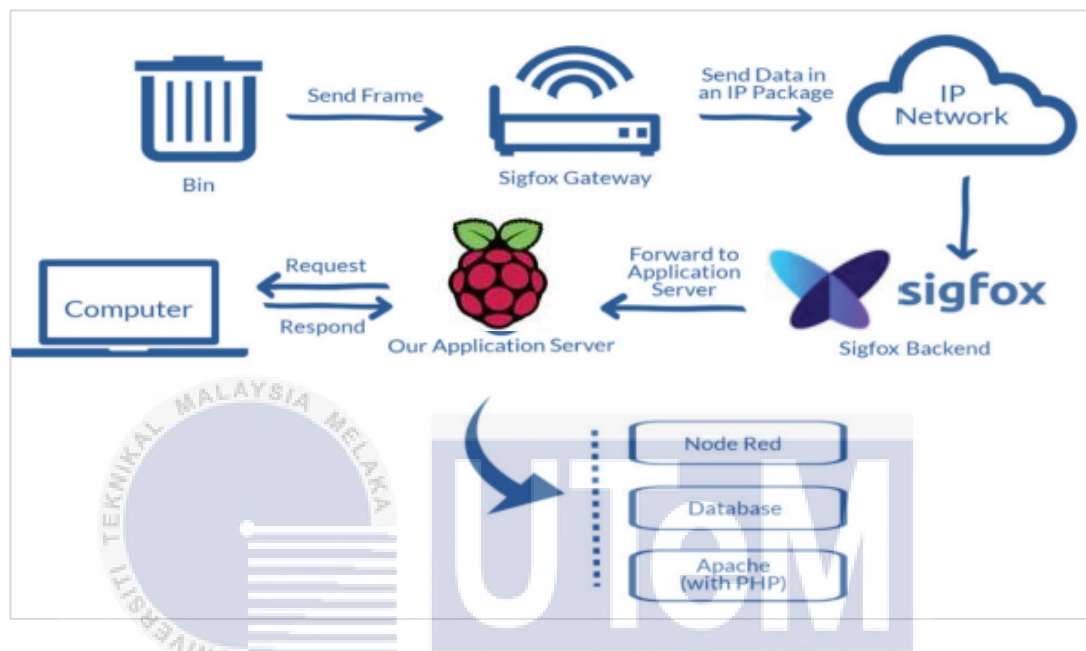 Send Frame
Send Data in
an IP Package
IP
Network
Bin
Sigfox Gateway
Request
Respond
Computer
Forward to
Application
Server
sigfox
Our Application Server
Sigfox Backend
Node Red
Database
Apache
(with PHP)
UNIVERSITI TEKNIKAL MALAYSIA MELAKA
UTeM